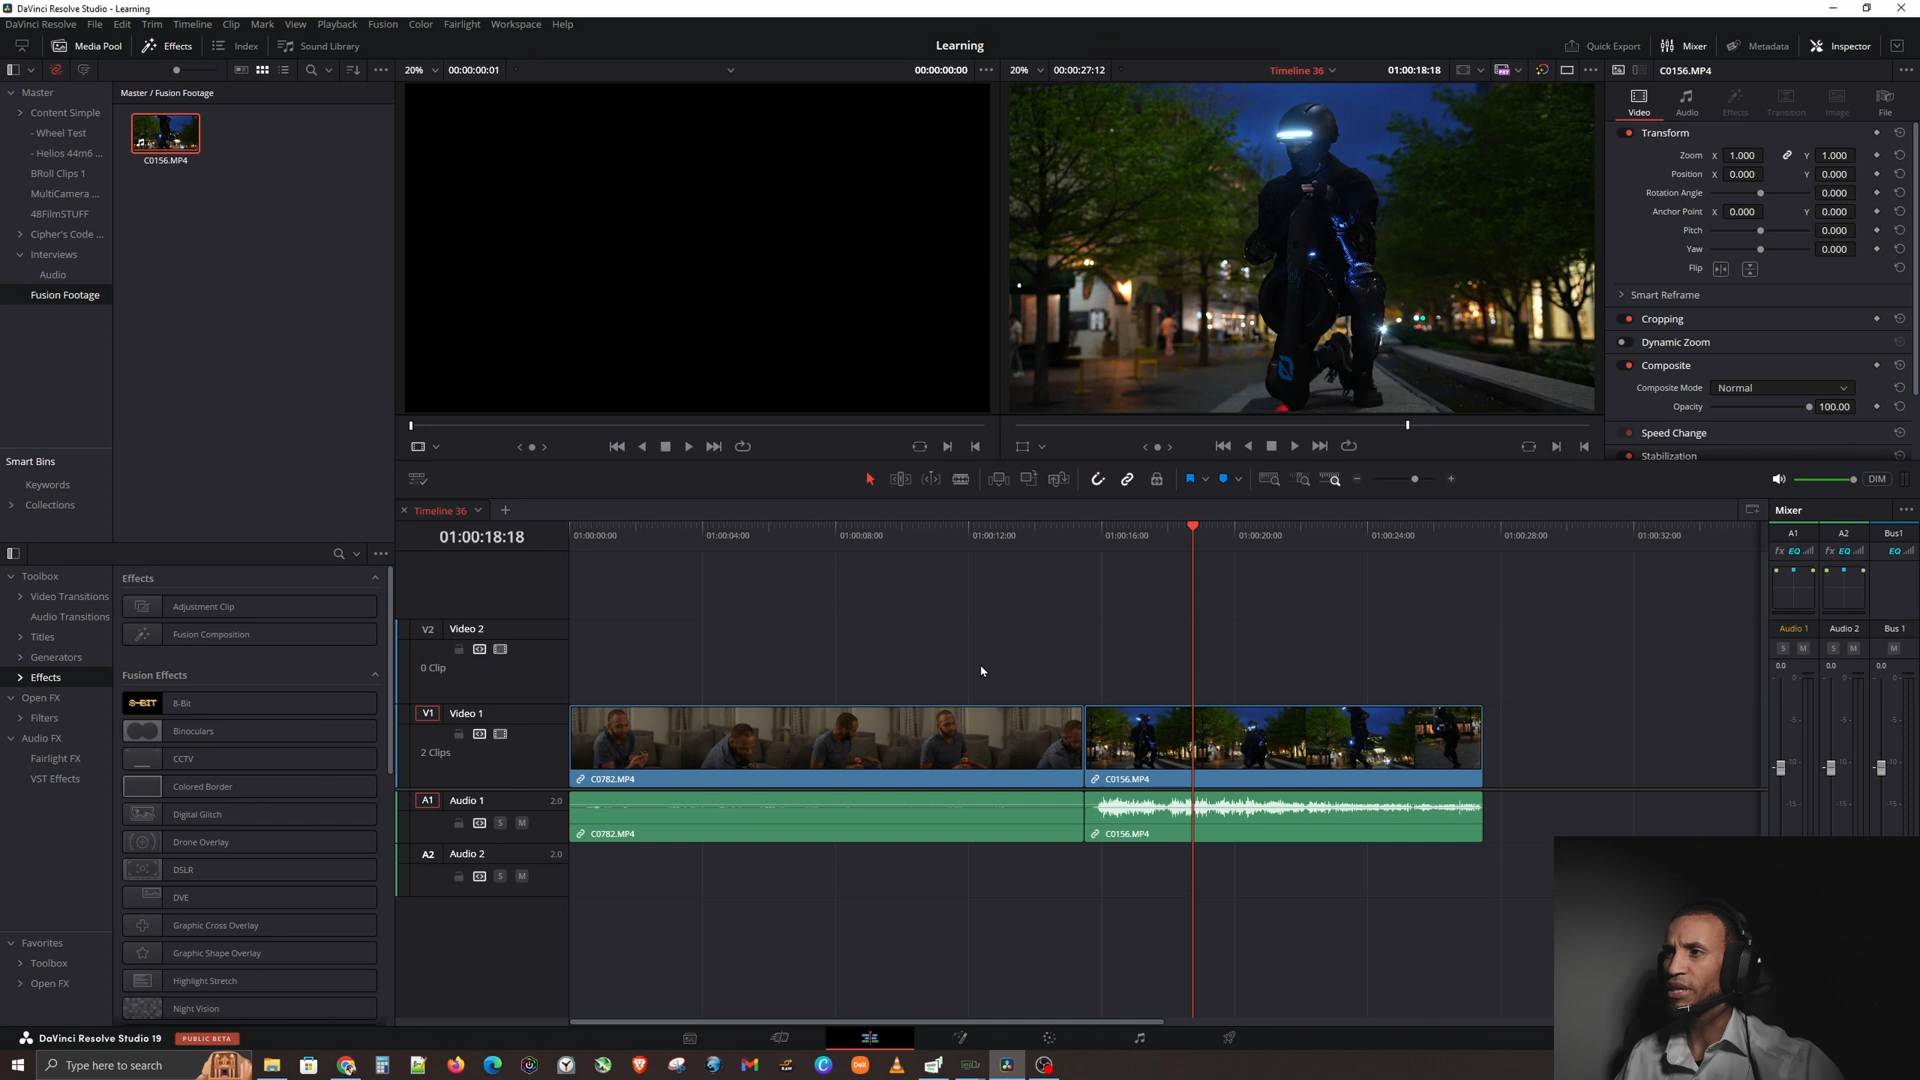 DaVinci Resolve Studio - Learning
DaVinci Resolve File Edit Trim Timeline Clip Mark View Playback Fusion Color Fairlight Workspace Help
Media Pool Effects Index Sound Library Learning Quick Export Mixer Metadata Inspector
20% 00:00:00:01 00:00:00:00 20% 00:00:27:12 Timeline 36 01:00:18:18 C0156.MP4
Master
Content Simple
- Wheel Test
- Helios 44m6 ...
BRoll Clips 1
MultiCamera ...
48FilmSTUFF
Cipher's Code ...
Interviews
Audio
Fusion Footage
Master / Fusion Footage
C0156.MP4
Smart Bins
Keywords
Collections
Video Audio Effects Transition Image File
Transform
Zoom X 1.000 Y 1.000
Position X 0.000 Y 0.000
Rotation Angle 0.000
Anchor Point X 0.000 Y 0.000
Pitch 0.000
Yaw 0.000
Flip
Smart Reframe
Cropping
Dynamic Zoom
Composite
Composite Mode Normal
Opacity 100.00
Speed Change
Stabilization
DIM
Timeline 36
01:00:18:18
01:00:00:00 01:00:04:00 01:00:08:00 01:00:12:00 01:00:16:00 01:00:20:00 01:00:24:00 01:00:28:00 01:00:32:00
V2 Video 2
0 Clip
V1 Video 1
2 Clips
C0782.MP4 C0156.MP4
A1 Audio 1 2.0
S M
C0782.MP4 C0156.MP4
A2 Audio 2 2.0
S M
Mixer
A1 A2 Bus1
fx EQ fx EQ EQ
Audio 1 Audio 2 Bus 1
S M S M M
0.0 0.0 0.0
0 0 0
-5 -5 -5
-10 -10 -10
-15 -15 -15
Toolbox
Video Transitions
Audio Transitions
Titles
Generators
Effects
Open FX
Filters
Audio FX
Fairlight FX
VST Effects
Favorites
Toolbox
Open FX
Effects
Adjustment Clip
Fusion Composition
Fusion Effects
8-BIT 8-Bit
Binoculars
CCTV
Colored Border
Digital Glitch
Drone Overlay
DSLR
DVE
Graphic Cross Overlay
Graphic Shape Overlay
Highlight Stretch
Night Vision
DaVinci Resolve Studio 19 PUBLIC BETA
Type here to search